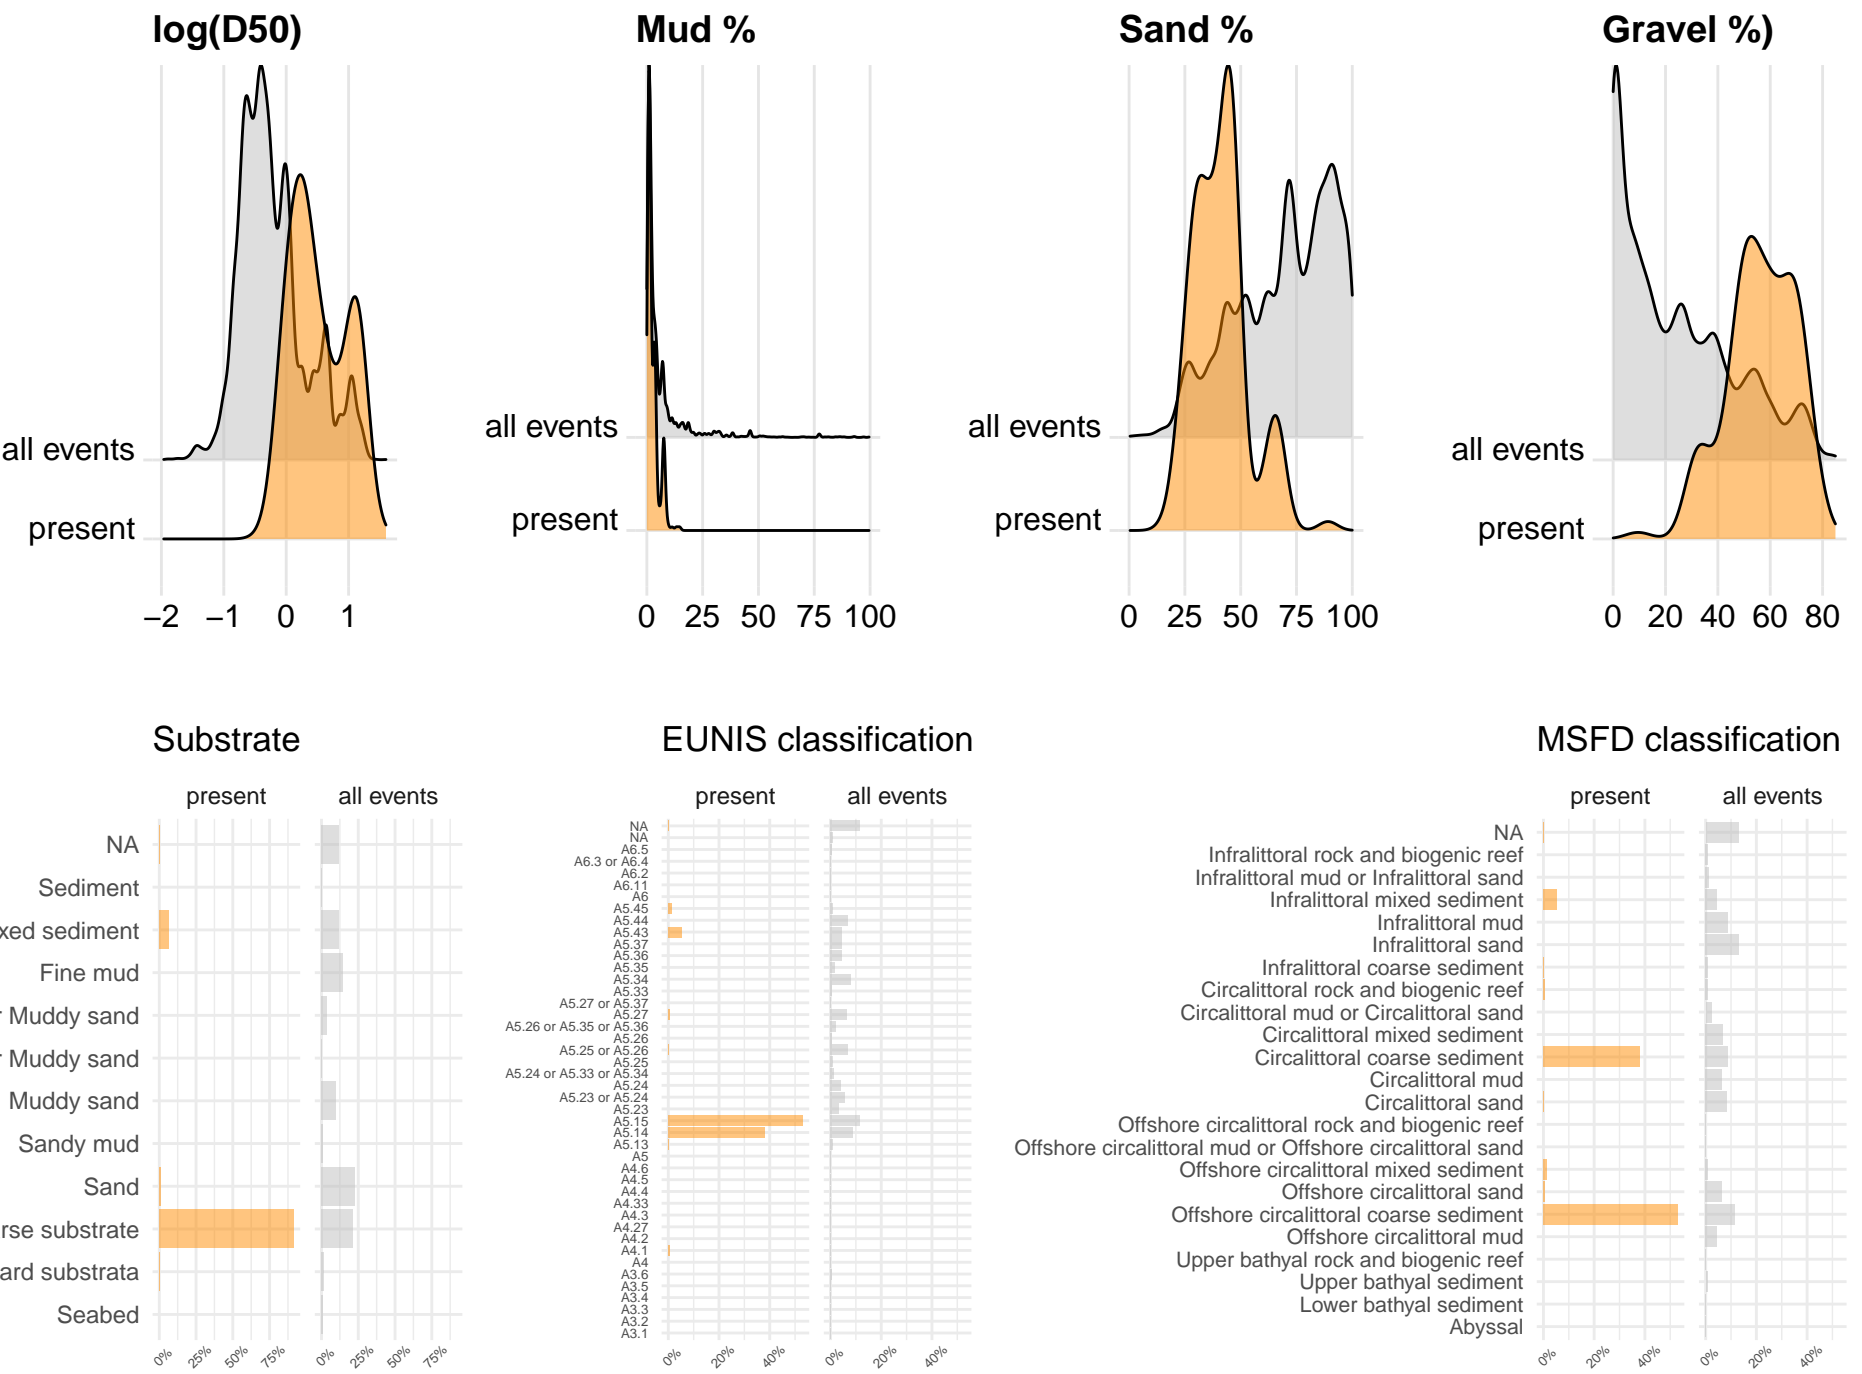 log(D50)
Mud %
Sand %
Gravel %)
all events
present
−2 −1 0 1
all events
present
0 25 50 75 100
all events
present
0 25 50 75 100
all events
present
0 20 40 60 80
Substrate
present all events
NA
Sediment
xed sediment
Fine mud
Muddy sand
Muddy sand
Muddy sand
Sandy mud
Sand
rse substrate
ard substrata
Seabed
0% 25% 50% 75% 0% 25% 50% 75%
EUNIS classification
present all events
NA
NA
A6.5
A6.3 or A6.4
A6.2
A6.11
A6
A5.45
A5.44
A5.43
A5.37
A5.36
A5.35
A5.34
A5.33
A5.27 or A5.37
A5.27
A5.26 or A5.35 or A5.36
A5.26
A5.25 or A5.26
A5.25
A5.24 or A5.33 or A5.34
A5.24
A5.23 or A5.24
A5.23
A5.15
A5.14
A5.13
A5
A4.6
A4.5
A4.4
A4.33
A4.3
A4.27
A4.2
A4.1
A4
A3.6
A3.5
A3.4
A3.3
A3.2
A3.1
0% 20% 40% 0% 20% 40%
MSFD classification
present all events
NA
Infralittoral rock and biogenic reef
Infralittoral mud or Infralittoral sand
Infralittoral mixed sediment
Infralittoral mud
Infralittoral sand
Infralittoral coarse sediment
Circalittoral rock and biogenic reef
Circalittoral mud or Circalittoral sand
Circalittoral mixed sediment
Circalittoral coarse sediment
Circalittoral mud
Circalittoral sand
Offshore circalittoral rock and biogenic reef
Offshore circalittoral mud or Offshore circalittoral sand
Offshore circalittoral mixed sediment
Offshore circalittoral sand
Offshore circalittoral coarse sediment
Offshore circalittoral mud
Upper bathyal rock and biogenic reef
Upper bathyal sediment
Lower bathyal sediment
Abyssal
0% 20% 40% 0% 20% 40%